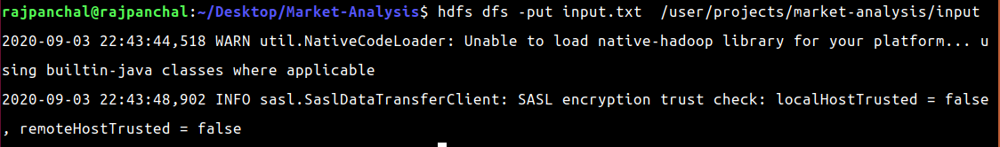 rajpanchal@rajpanchal:~/Desktop/Market-Analysis$ hdfs dfs -put input.txt  /user/projects/market-analysis/input
2020-09-03 22:43:44,518 WARN util.NativeCodeLoader: Unable to load native-hadoop library for your platform... u
sing builtin-java classes where applicable
2020-09-03 22:43:48,902 INFO sasl.SaslDataTransferClient: SASL encryption trust check: localHostTrusted = false
, remoteHostTrusted = false